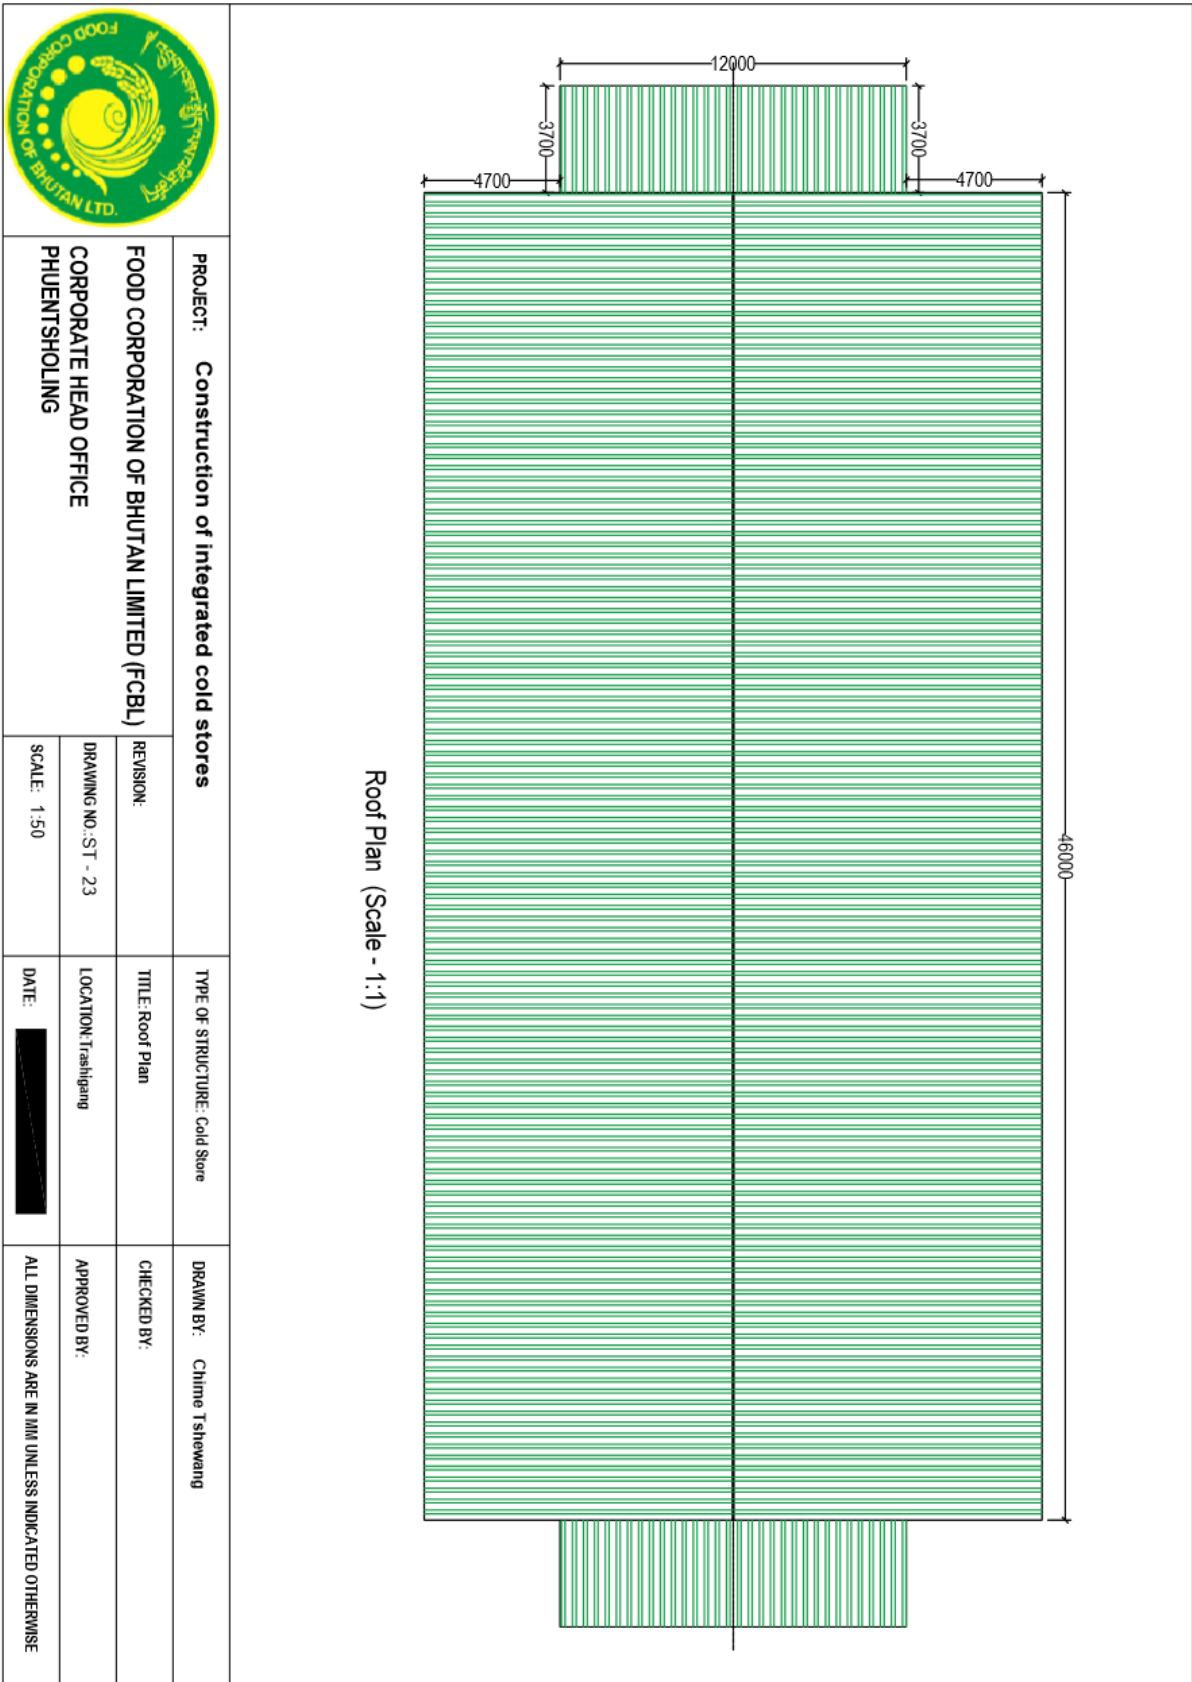 12000
3700
3700
4700
4700
46000
Roof Plan (Scale - 1:1)
FOOD CORPORATION OF BHUTAN LTD.
PROJECT: Construction of integrated cold stores
FOOD CORPORATION OF BHUTAN LIMITED (FCBL)
CORPORATE HEAD OFFICE
PHUENTSHOLING
REVISION:
DRAWING NO.:ST - 23
SCALE: 1:50
TYPE OF STRUCTURE: Cold Store
TITLE:Roof Plan
LOCATION:Trashigang
DATE:
DRAWN BY: Chime Tshewang
CHECKED BY:
APPROVED BY:
ALL DIMENSIONS ARE IN MM UNLESS INDICATED OTHERWISE